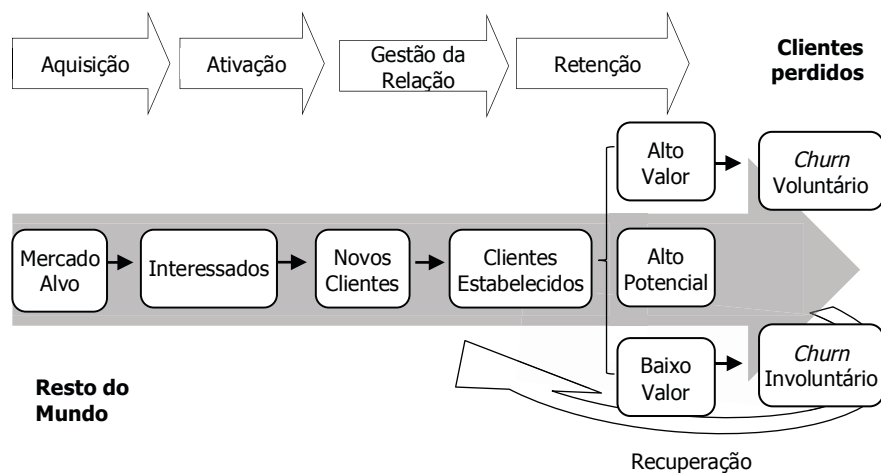 Aquisição
Ativação
Gestão da
Relação
Retenção
Clientes
perdidos
Alto
Valor
Churn
Voluntário
Mercado
Alvo
Interessados
Novos
Clientes
Clientes
Estabelecidos
Alto
Potencial
Baixo
Valor
Churn
Involuntário
Resto do
Mundo
Recuperação